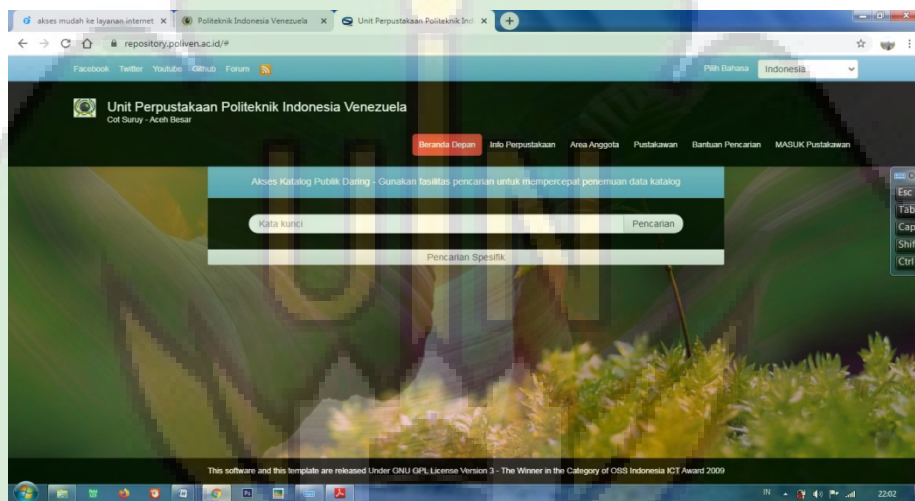 akses mudah ke layanan internet
Politeknik Indonesia Venezuela
Unit Perpustakaan Politeknik Ind
repository.poliven.ac.id/#
Facebook Twitter Youtube Github Forum
Pilih Bahasa Indonesia
Unit Perpustakaan Politeknik Indonesia Venezuela
Cot Suruy - Aceh Besar
Beranda Depan Info Perpustakaan Area Anggota Pustakawan Bantuan Pencarian MASUK Pustakawan
Akses Katalog Publik Daring - Gunakan fasilitas pencarian untuk mempercepat penemuan data katalog
Kata kunci Pencarian
Pencarian Spesifik
Esc
Tab
Cap
Shif
Ctrl
This software and this template are released Under GNU GPL License Version 3 - The Winner in the Category of OSS Indonesia ICT Award 2009
IN 22:02